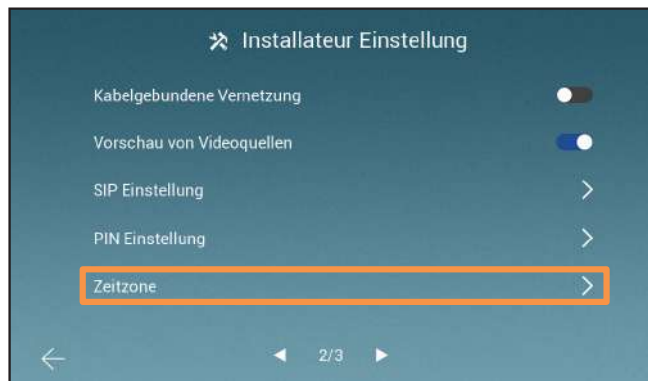 Installateur Einstellung
Kabelgebundene Vernetzung
Vorschau von Videoquellen
SIP Einstellung
PIN Einstellung
Zeitzone
2/3